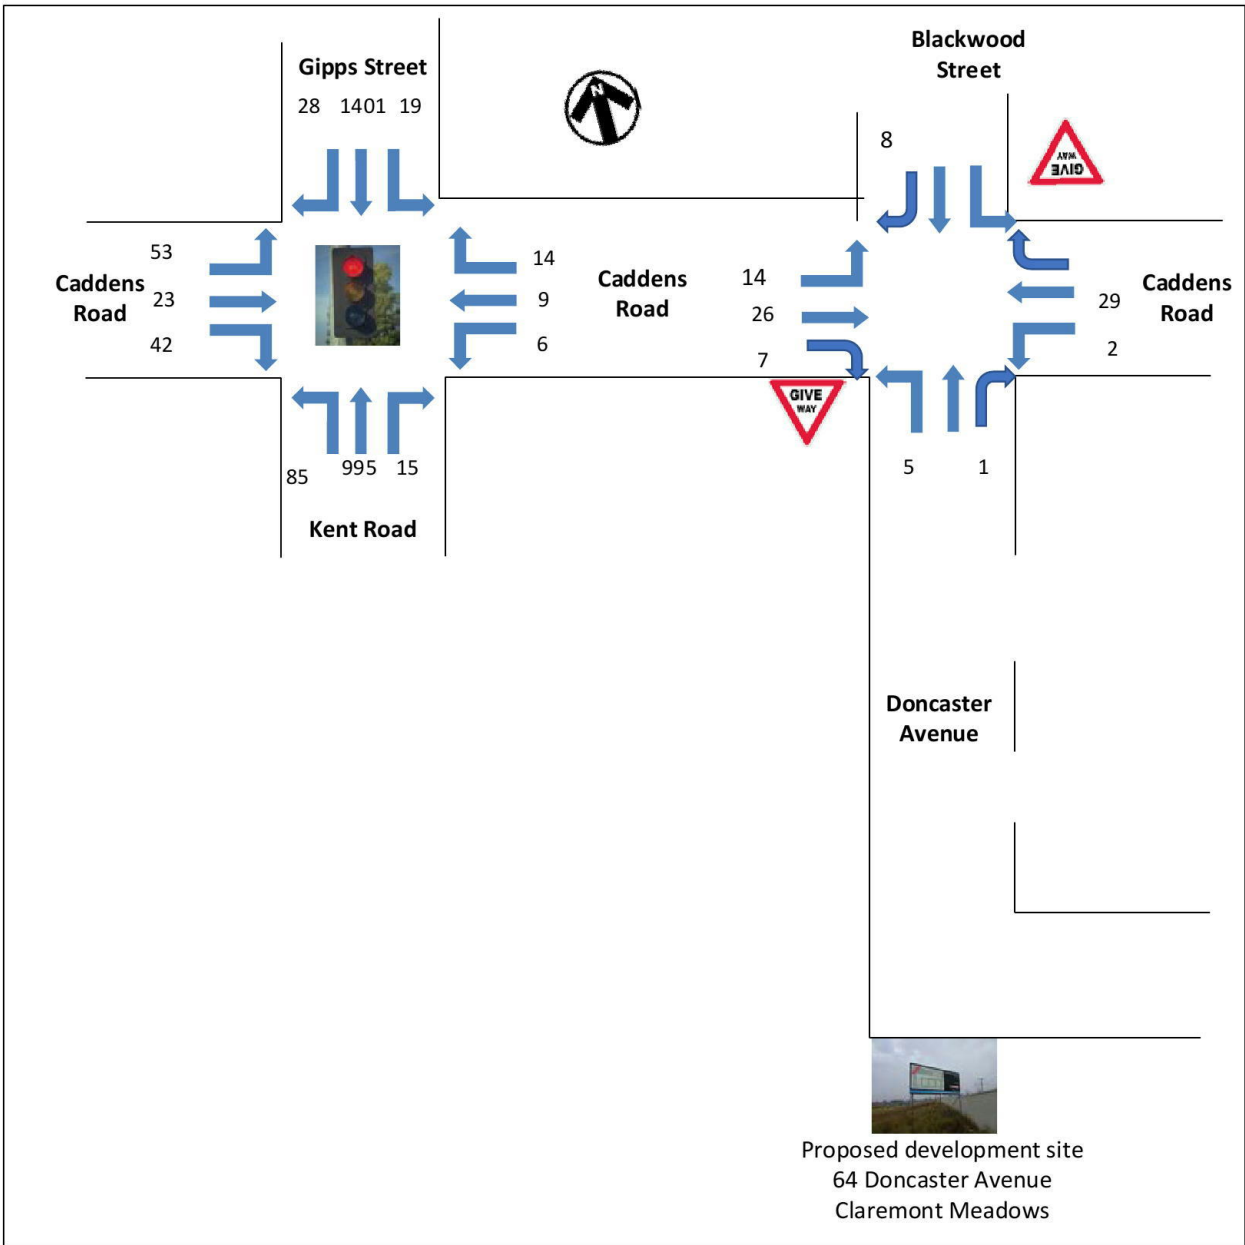 Gipps Street
28 1401 19
N
Blackwood
Street
8
GIVE
WAY
53
Caddens
Road
23
42
14
9
6
Caddens
Road
14
26
7
GIVE
WAY
29
2
Caddens
Road
85
995
15
Kent Road
5
1
Doncaster
Avenue
Proposed development site
64 Doncaster Avenue
Claremont Meadows